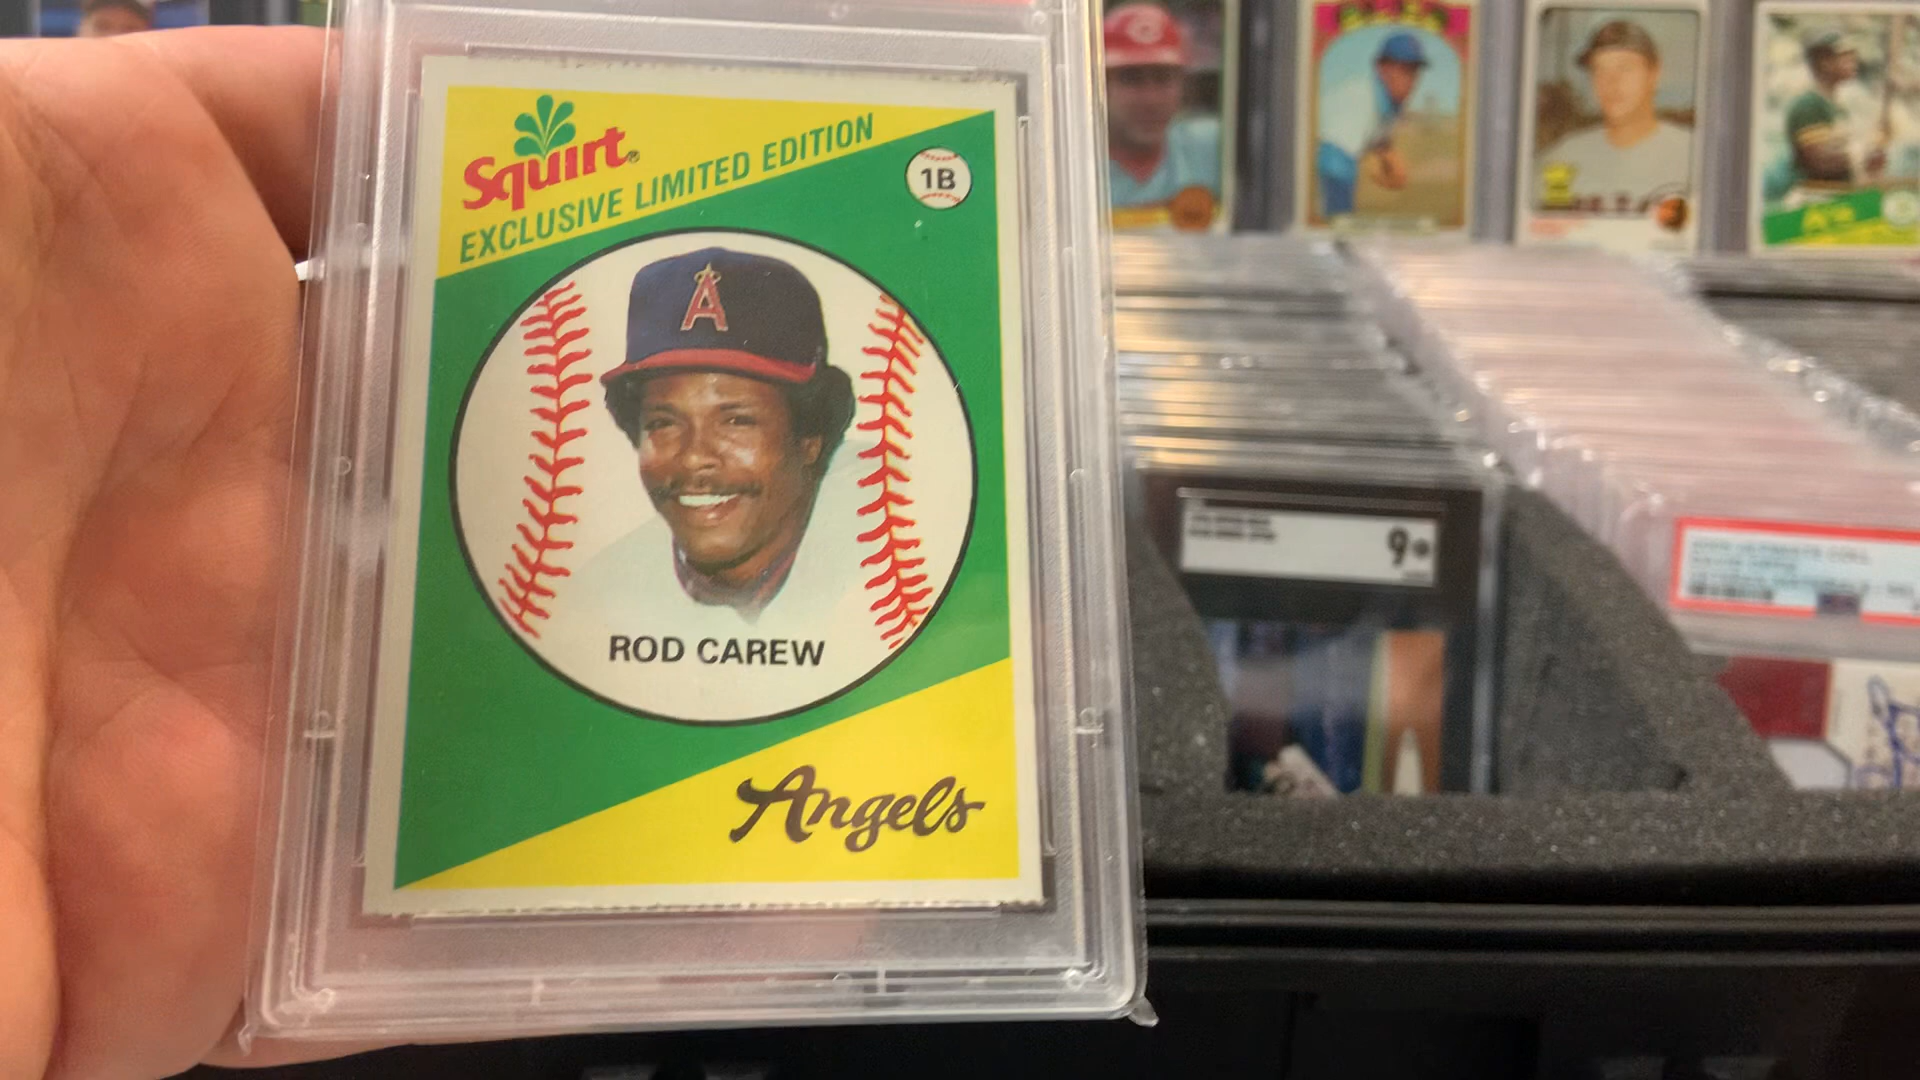 Squirt®
EXCLUSIVE LIMITED EDITION
1B
A
ROD CAREW
Angels
9
A's